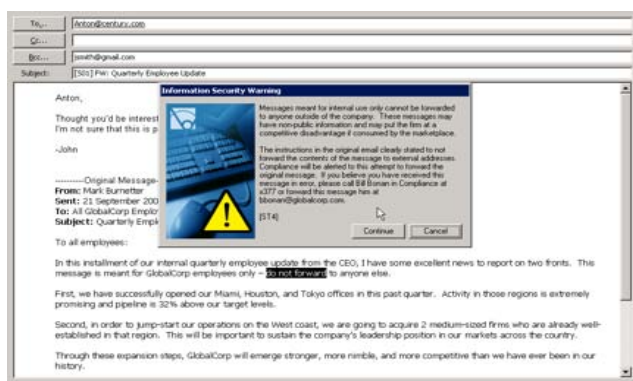 To...
Anton@century.com
Cc...
Bcc...
jsmith@gmail.com
Subject:
[S01] FW: Quarterly Employee Update
Anton,
Thought you'd be interest
I'm not sure that this is p
-John
----------Original Message-
From: Mark Burnetter
Sent: 21 September 200
To: All GlobalCorp Employ
Subject: Quarterly Empl
To all employees:
Information Security Warning
Messages meant for internal use only cannot be forwarded
to anyone outside of the company. These messages may
have non-public information and may put the firm at a
competitive disadvantage if consumed by the marketplace.
The instructions in the original email clearly stated to not
forward the contents of the message to external addresses.
Compliance will be alerted to this attempt to forward the
original message. If you believe you have received this
message in error, please call Bill Bonan in Compliance at
x377 or forward this message him at
bbonan@globalcorp.com.
[ST4]
Continue
Cancel
In this installment of our internal quarterly employee update from the CEO, I have some excellent news to report on two fronts. This
message is meant for GlobalCorp employees only – do not forward to anyone else.
First, we have successfully opened our Miami, Houston, and Tokyo offices in this past quarter. Activity in those regions is extremely
promising and pipeline is 32% above our target levels.
Second, in order to jump-start our operations on the West coast, we are going to acquire 2 medium-sized firms who are already well-
established in that region. This will be important to sustain the company's leadership position in our markets across the country.
Through these expansion steps, GlobalCorp will emerge stronger, more nimble, and more competitive than we have ever been in our
history.